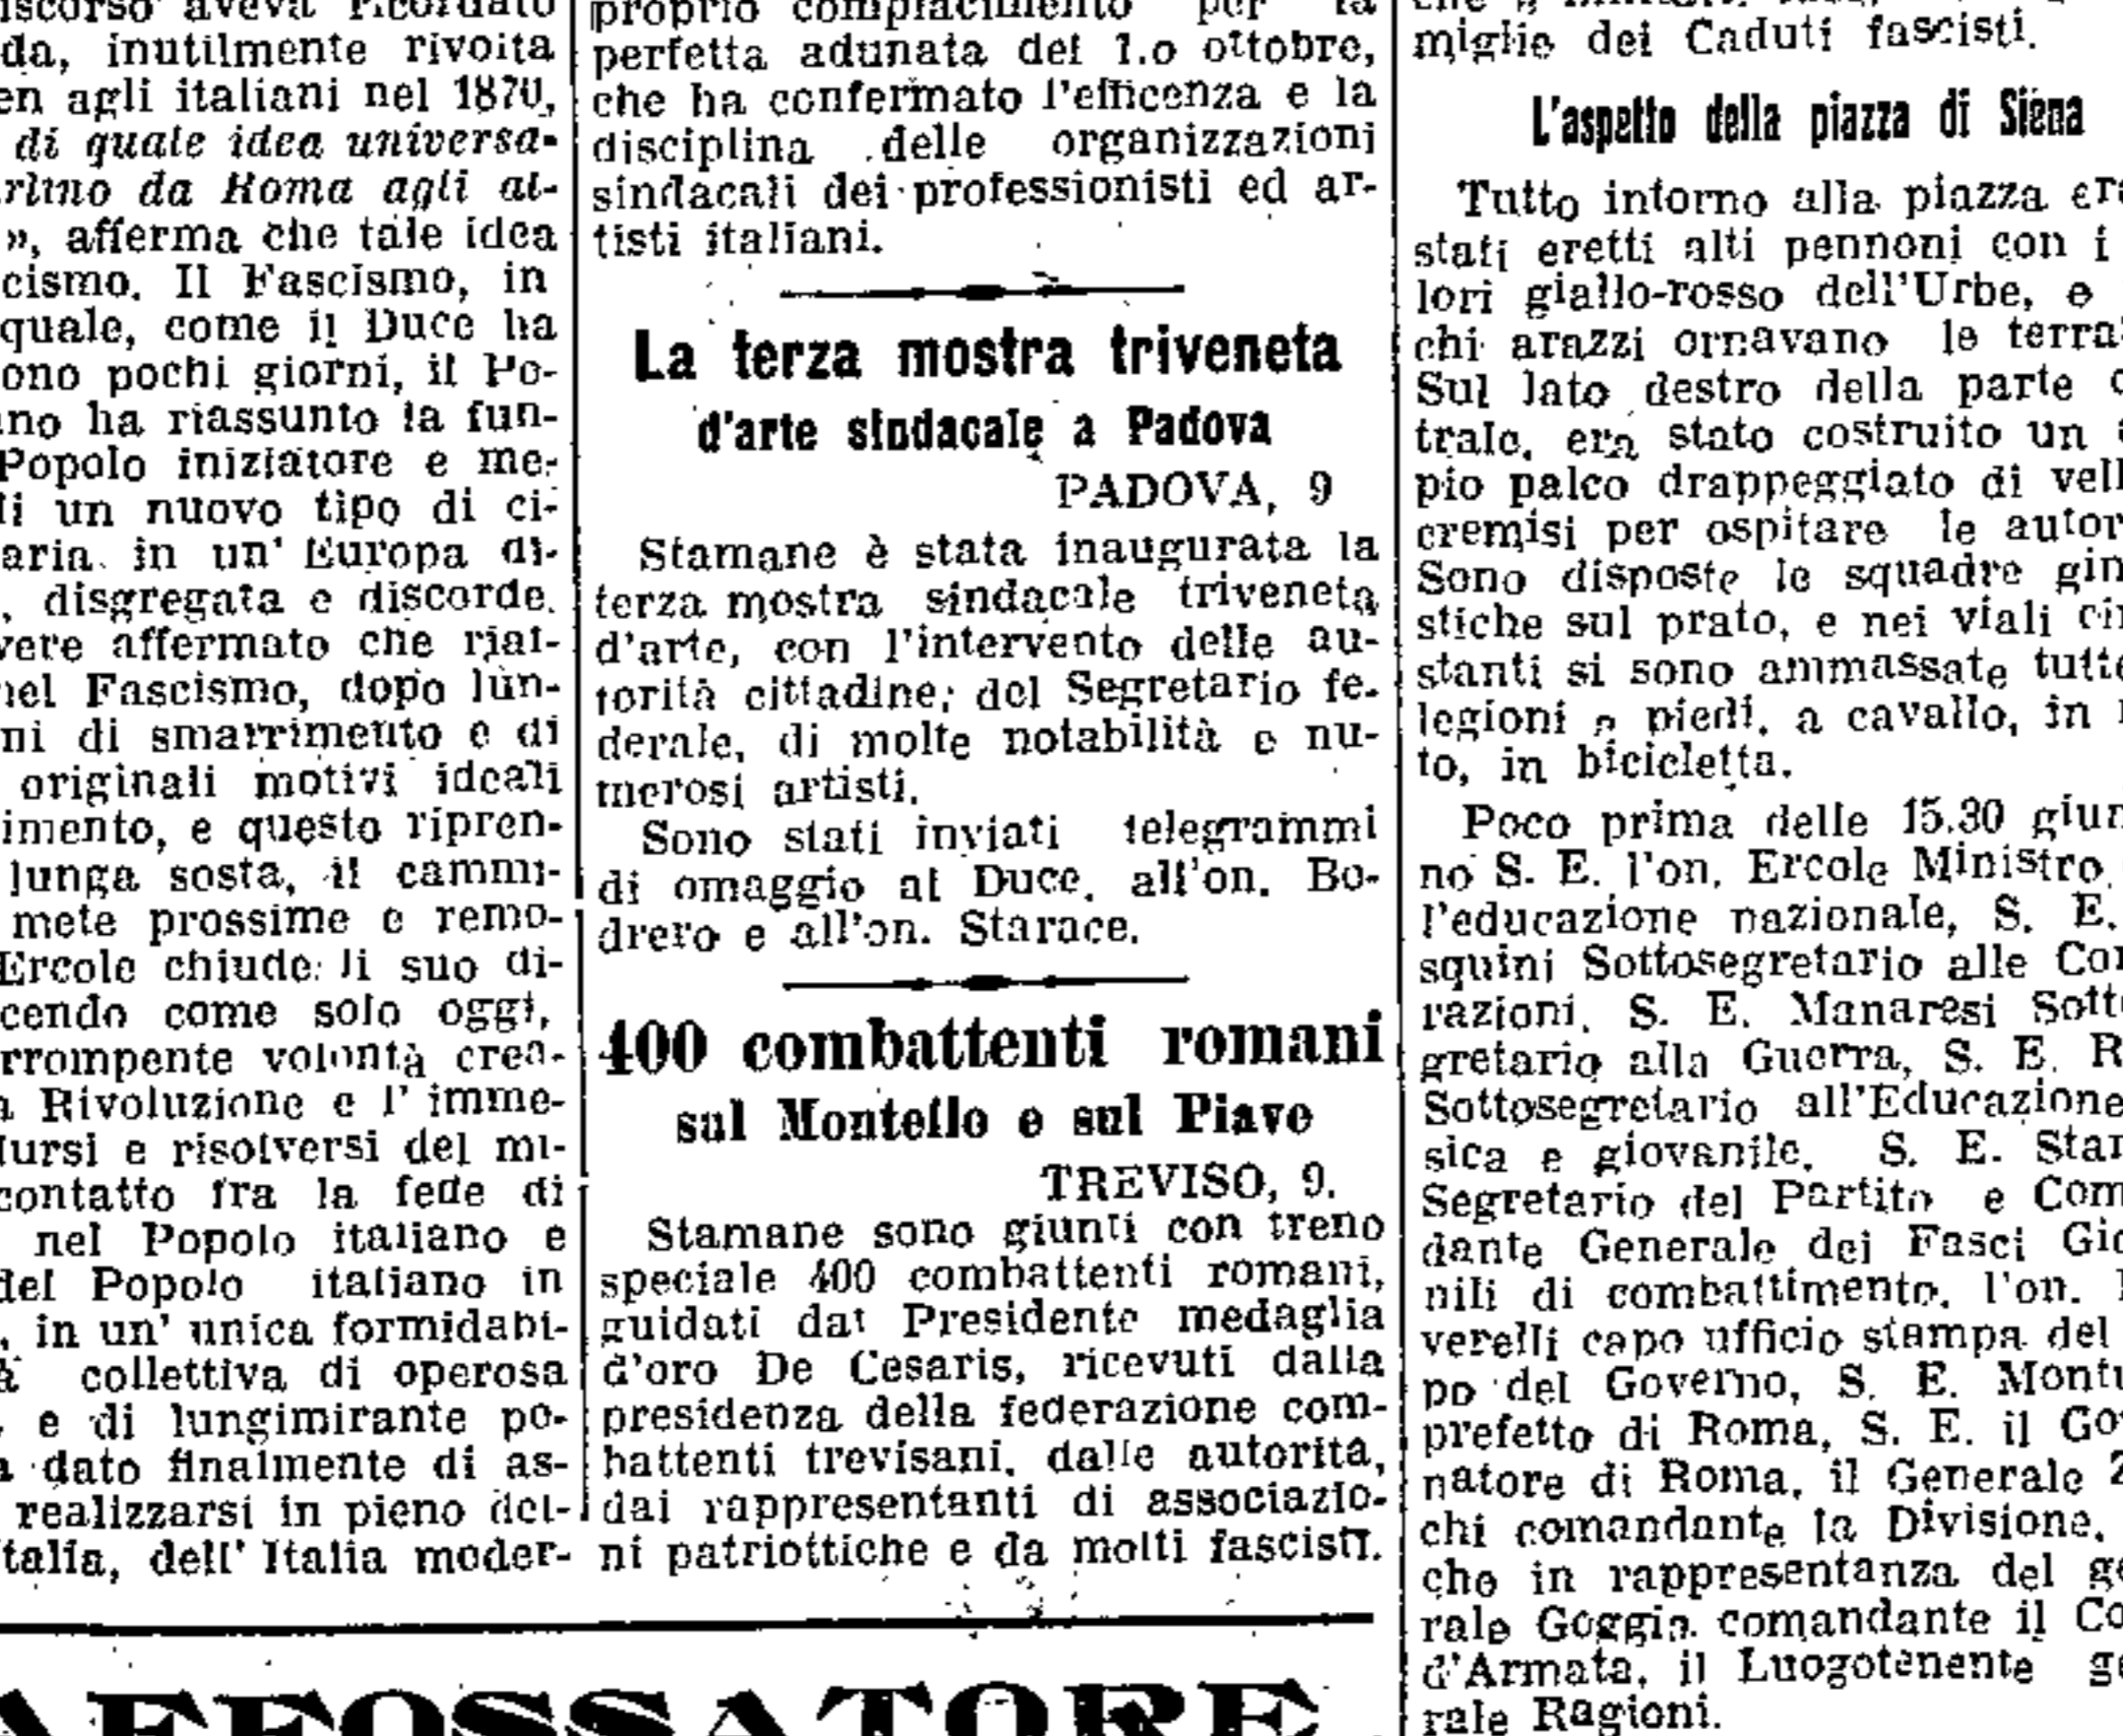 iscorso aveva ricordato
da, inutilmente rivolta
en agli italiani nel 1870,
di quale idea universa-
da Roma agli al-
», afferma che tale idea
cismo. Il Fascismo, in
quale, come il Duce ha
ono pochi giorni, il Po-
no ha riassunto la fun-
Popolo iniziatore e me-
di un nuovo tipo di ci-
aria in un' Europa di-
, disgregata e discorde.
vere affermato che rial-
nel Fascismo, dopo lun-
ni di smarrimento e di
originali motivi ideali
imento, e questo ripren-
lunga sosta, il cammi-
mete prossime e remo-
Ercole chiude il suo di-
cendo come solo oggi,
rrompente volontà crea-
a Rivoluzione e l' imme-
dursi e risolversi del mi-
contatto fra la fede di
nel Popolo italiano e
del Popolo italiano in
, in un' unica formidabi-
à collettiva di operosa
e di lungimirante po-
a dato finalmente di as-
realizzarsi in pieno del-
'talia, dell' Italia moder-
proprio compiacimento per la
perfetta adunata del 1.o ottobre,
che ha confermato l'efficenza e la
disciplina delle organizzazioni
sindacali dei professionisti ed ar-
tisti italiani.
La terza mostra triveneta
d'arte sindacale a Padova
PADOVA, 9
Stamane è stata inaugurata la
terza mostra sindacale triveneta
d'arte, con l'intervento delle au-
torità cittadine, del Segretario fe-
derale, di molte notabilità e nu-
merosi artisti.
Sono stati inviati telegrammi
di omaggio al Duce, all'on. Bo-
drero e all'on. Starace.
400 combattenti romani
sul Montello e sul Piave
TREVISO, 9.
Stamane sono giunti con treno
speciale 400 combattenti romani,
guidati dal Presidente medaglia
d'oro De Cesaris, ricevuti dalla
presidenza della federazione com-
battenti trevisani, dalle autorità,
dai rappresentanti di associazio-
ni patriottiche e da molti fascisti.
AFFOSSATORE
miglie dei Caduti fascisti.
L'aspetto della piazza di Siena
Tutto intorno alla piazza era
stati eretti alti pennoni con i
lori giallo-rosso dell'Urbe, e
chi arazzi ornavano le terraz
Sul lato destro della parte c
trale, era stato costruito un
pio palco drappeggiato di vell
cremisi per ospitare le autor
Sono disposte le squadre gin
stiche sul prato, e nei viali cir
stanti si sono ammassate tutte
legioni a piedi, a cavallo, in
to, in bicicletta.
Poco prima delle 15.30 giun
no S. E. l'on. Ercole Ministro
l'educazione nazionale, S. E.
squini Sottosegretario alle Cor
razioni, S. E. Manaresi Sotto
gretario alla Guerra, S. E. R
Sottosegretario all'Educazione
sica e giovanile, S. E. Star
Segretario del Partito e Com
dante Generale dei Fasci Gio
nili di combattimento, l'on.
verelli capo ufficio stampa del
po del Governo, S. E. Montu
prefetto di Roma, S. E. il Go
natore di Roma, il Generale Z
chi comandante la Divisione,
che in rappresentanza del ge
rale Goggia comandante il Co
d'Armata, il Luogotenente ge
rale Ragioni.